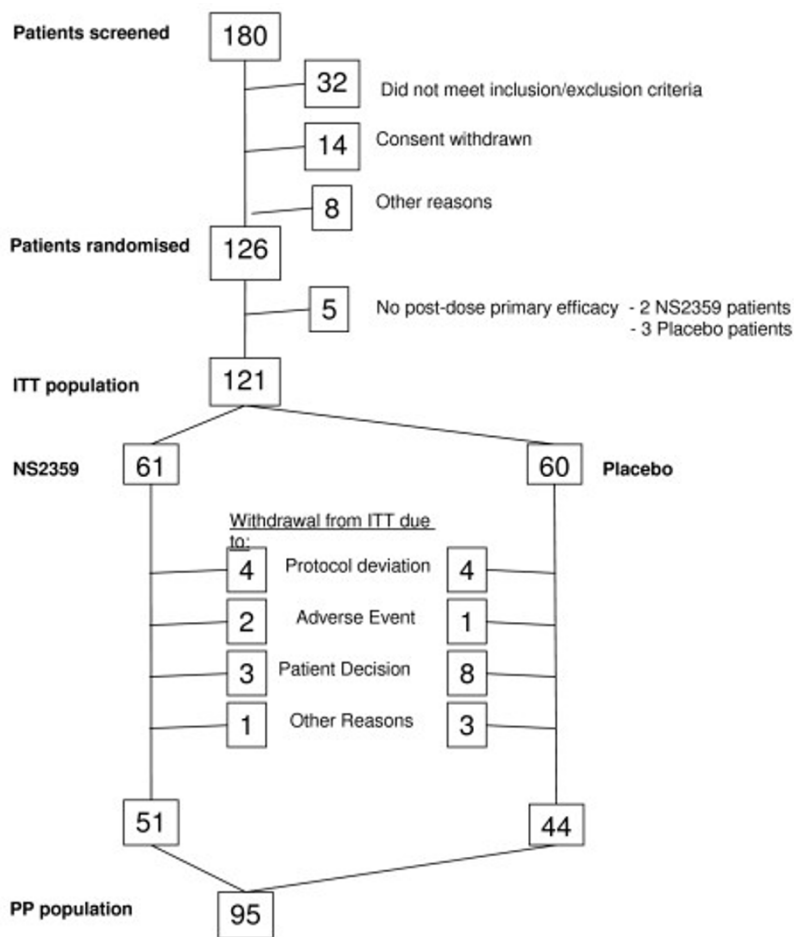 Patients screened 180
32 Did not meet inclusion/exclusion criteria
14 Consent withdrawn
8 Other reasons
Patients randomised 126
5 No post-dose primary efficacy - 2 NS2359 patients
- 3 Placebo patients
ITT population 121
NS2359 61 60 Placebo
Withdrawal from ITT due
to:
4 Protocol deviation 4
2 Adverse Event 1
3 Patient Decision 8
1 Other Reasons 3
51 44
PP population 95